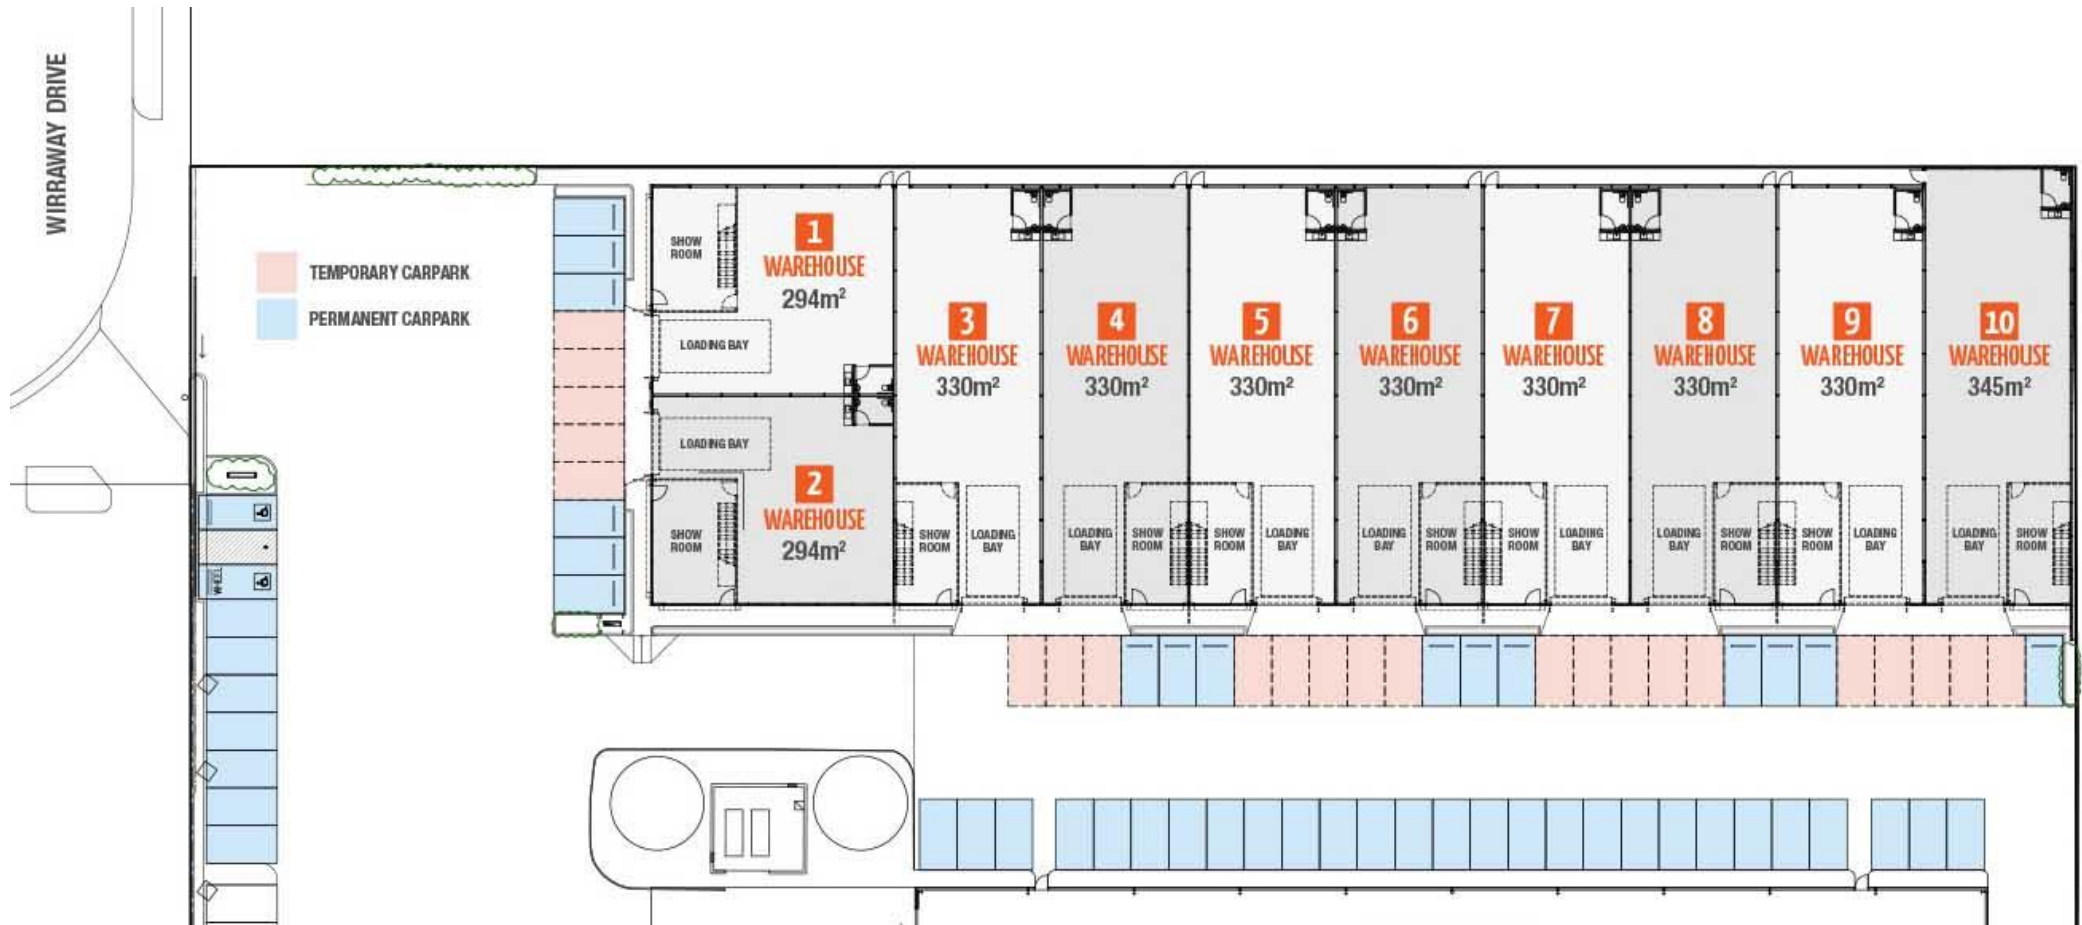 WIRRAWAY DRIVE
TEMPORARY CARPARK
PERMANENT CARPARK
SHOW
ROOM
1
WAREHOUSE
294m²
LOADING BAY
LOADING BAY
2
WAREHOUSE
294m²
SHOW
ROOM
3
WAREHOUSE
330m²
4
WAREHOUSE
330m²
5
WAREHOUSE
330m²
6
WAREHOUSE
330m²
7
WAREHOUSE
330m²
8
WAREHOUSE
330m²
9
WAREHOUSE
330m²
10
WAREHOUSE
345m²
SHOW
ROOM
LOADING
BAY
LOADING
BAY
SHOW
ROOM
SHOW
ROOM
LOADING
BAY
LOADING
BAY
SHOW
ROOM
SHOW
ROOM
LOADING
BAY
LOADING
BAY
SHOW
ROOM
SHOW
ROOM
LOADING
BAY
LOADING
BAY
SHOW
ROOM
WHEEL